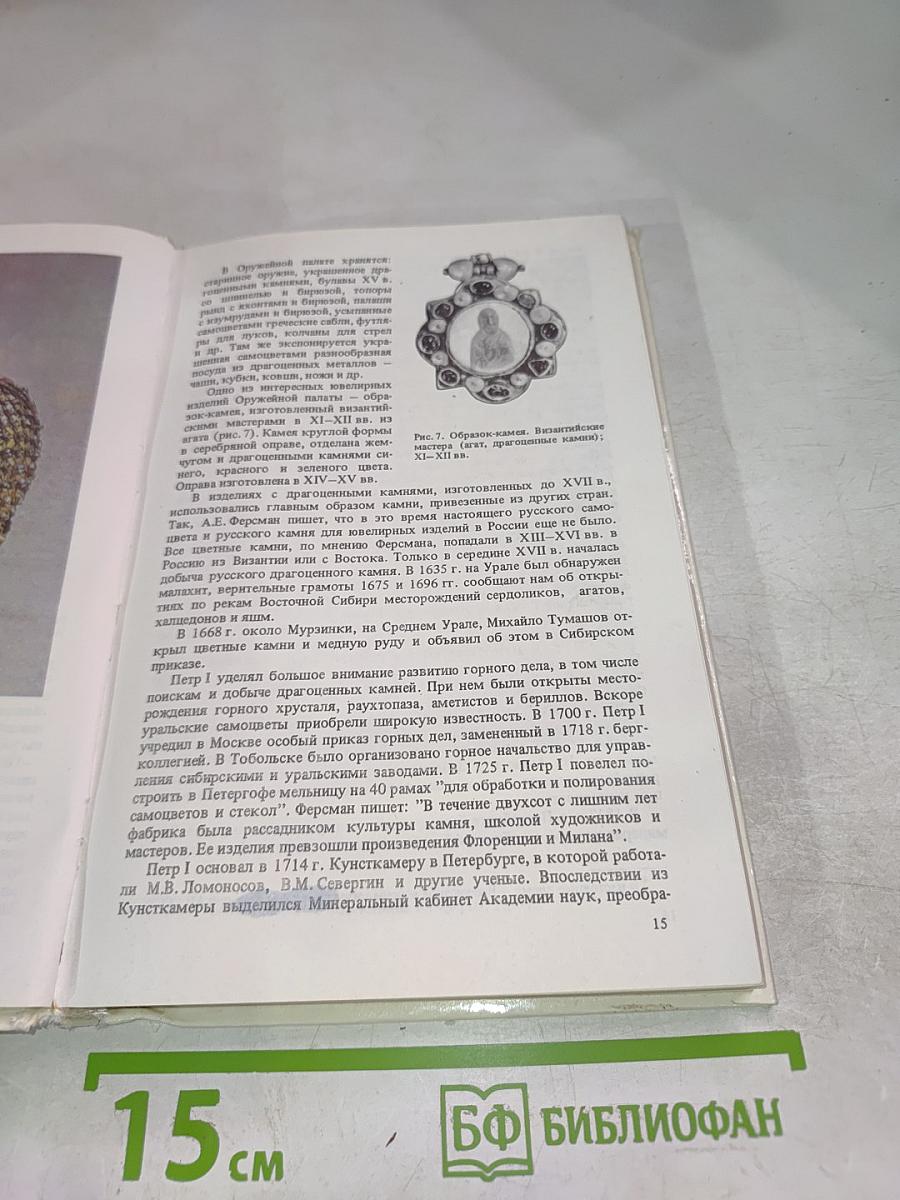 В Оружейной палате хранятся:
старинное оружие, украшенное дра-
гоценными камнями, булавы XV в.
со шпинелью и бирюзой, топоры
рынд с яхонтами и бирюзой, палаши
с изумрудами и бирюзой, усыпанные
самоцветами греческие сабли, футля-
ры для луков, колчаны для стрел
и др. Там же экспонируется укра-
шенная самоцветами разнообразная
посуда из драгоценных металлов —
чаши, кубки, ковши, ножи и др.
Одно из интересных ювелирных
изделий Оружейной палаты — обра-
зок-камея, изготовленный византий-
скими мастерами в XI—XII вв. из
агата (рис. 7). Камея круглой формы
в серебряной оправе, отделана жем-
чугом и драгоценными камнями си-
него, красного и зеленого цвета.
Оправа изготовлена в XIV—XV вв.
Рис. 7. Образок-камея. Византийские
мастера (агат, драгоценные камни);
XI—XII вв.
В изделиях с драгоценными камнями, изготовленных до XVII в.,
использовались главным образом камни, привезенные из других стран.
Так, А.Е. Ферсман пишет, что в это время настоящего русского само-
цвета и русского камня для ювелирных изделий в России еще не было.
Все цветные камни, по мнению Ферсмана, попадали в XIII—XVI вв. в
Россию из Византии или с Востока. Только в середине XVII в. началась
добыча русского драгоценного камня. В 1635 г. на Урале был обнаружен
малахит, верительные грамоты 1675 и 1696 гг. сообщают нам об откры-
тиях по рекам Восточной Сибири месторождений сердоликов, агатов,
халцедонов и яшм.
В 1668 г. около Мурзинки, на Среднем Урале, Михайло Тумашов от-
крыл цветные камни и медную руду и объявил об этом в Сибирском
приказе.
Петр I уделял большое внимание развитию горного дела, в том числе
поискам и добыче драгоценных камней. При нем были открыты место-
рождения горного хрусталя, раухтопаза, аметистов и бериллов. Вскоре
уральские самоцветы приобрели широкую известность. В 1700 г. Петр I
учредил в Москве особый приказ горных дел, замененный в 1718 г. берг-
коллегией. В Тобольске было организовано горное начальство для управ-
ления сибирскими и уральскими заводами. В 1725 г. Петр I повелел по-
строить в Петергофе мельницу на 40 рамах "для обработки и полирования
самоцветов и стекол". Ферсман пишет: "В течение двухсот с лишним лет
фабрика была рассадником культуры камня, школой художников и
мастеров. Ее изделия превзошли произведения Флоренции и Милана".
Петр I основал в 1714 г. Кунсткамеру в Петербурге, в которой работа-
ли М.В. Ломоносов, В.М. Севергин и другие ученые. Впоследствии из
Кунсткамеры выделился Минеральный кабинет Академии наук, преобра-
15
15 см
БФ БИБЛИОФАН